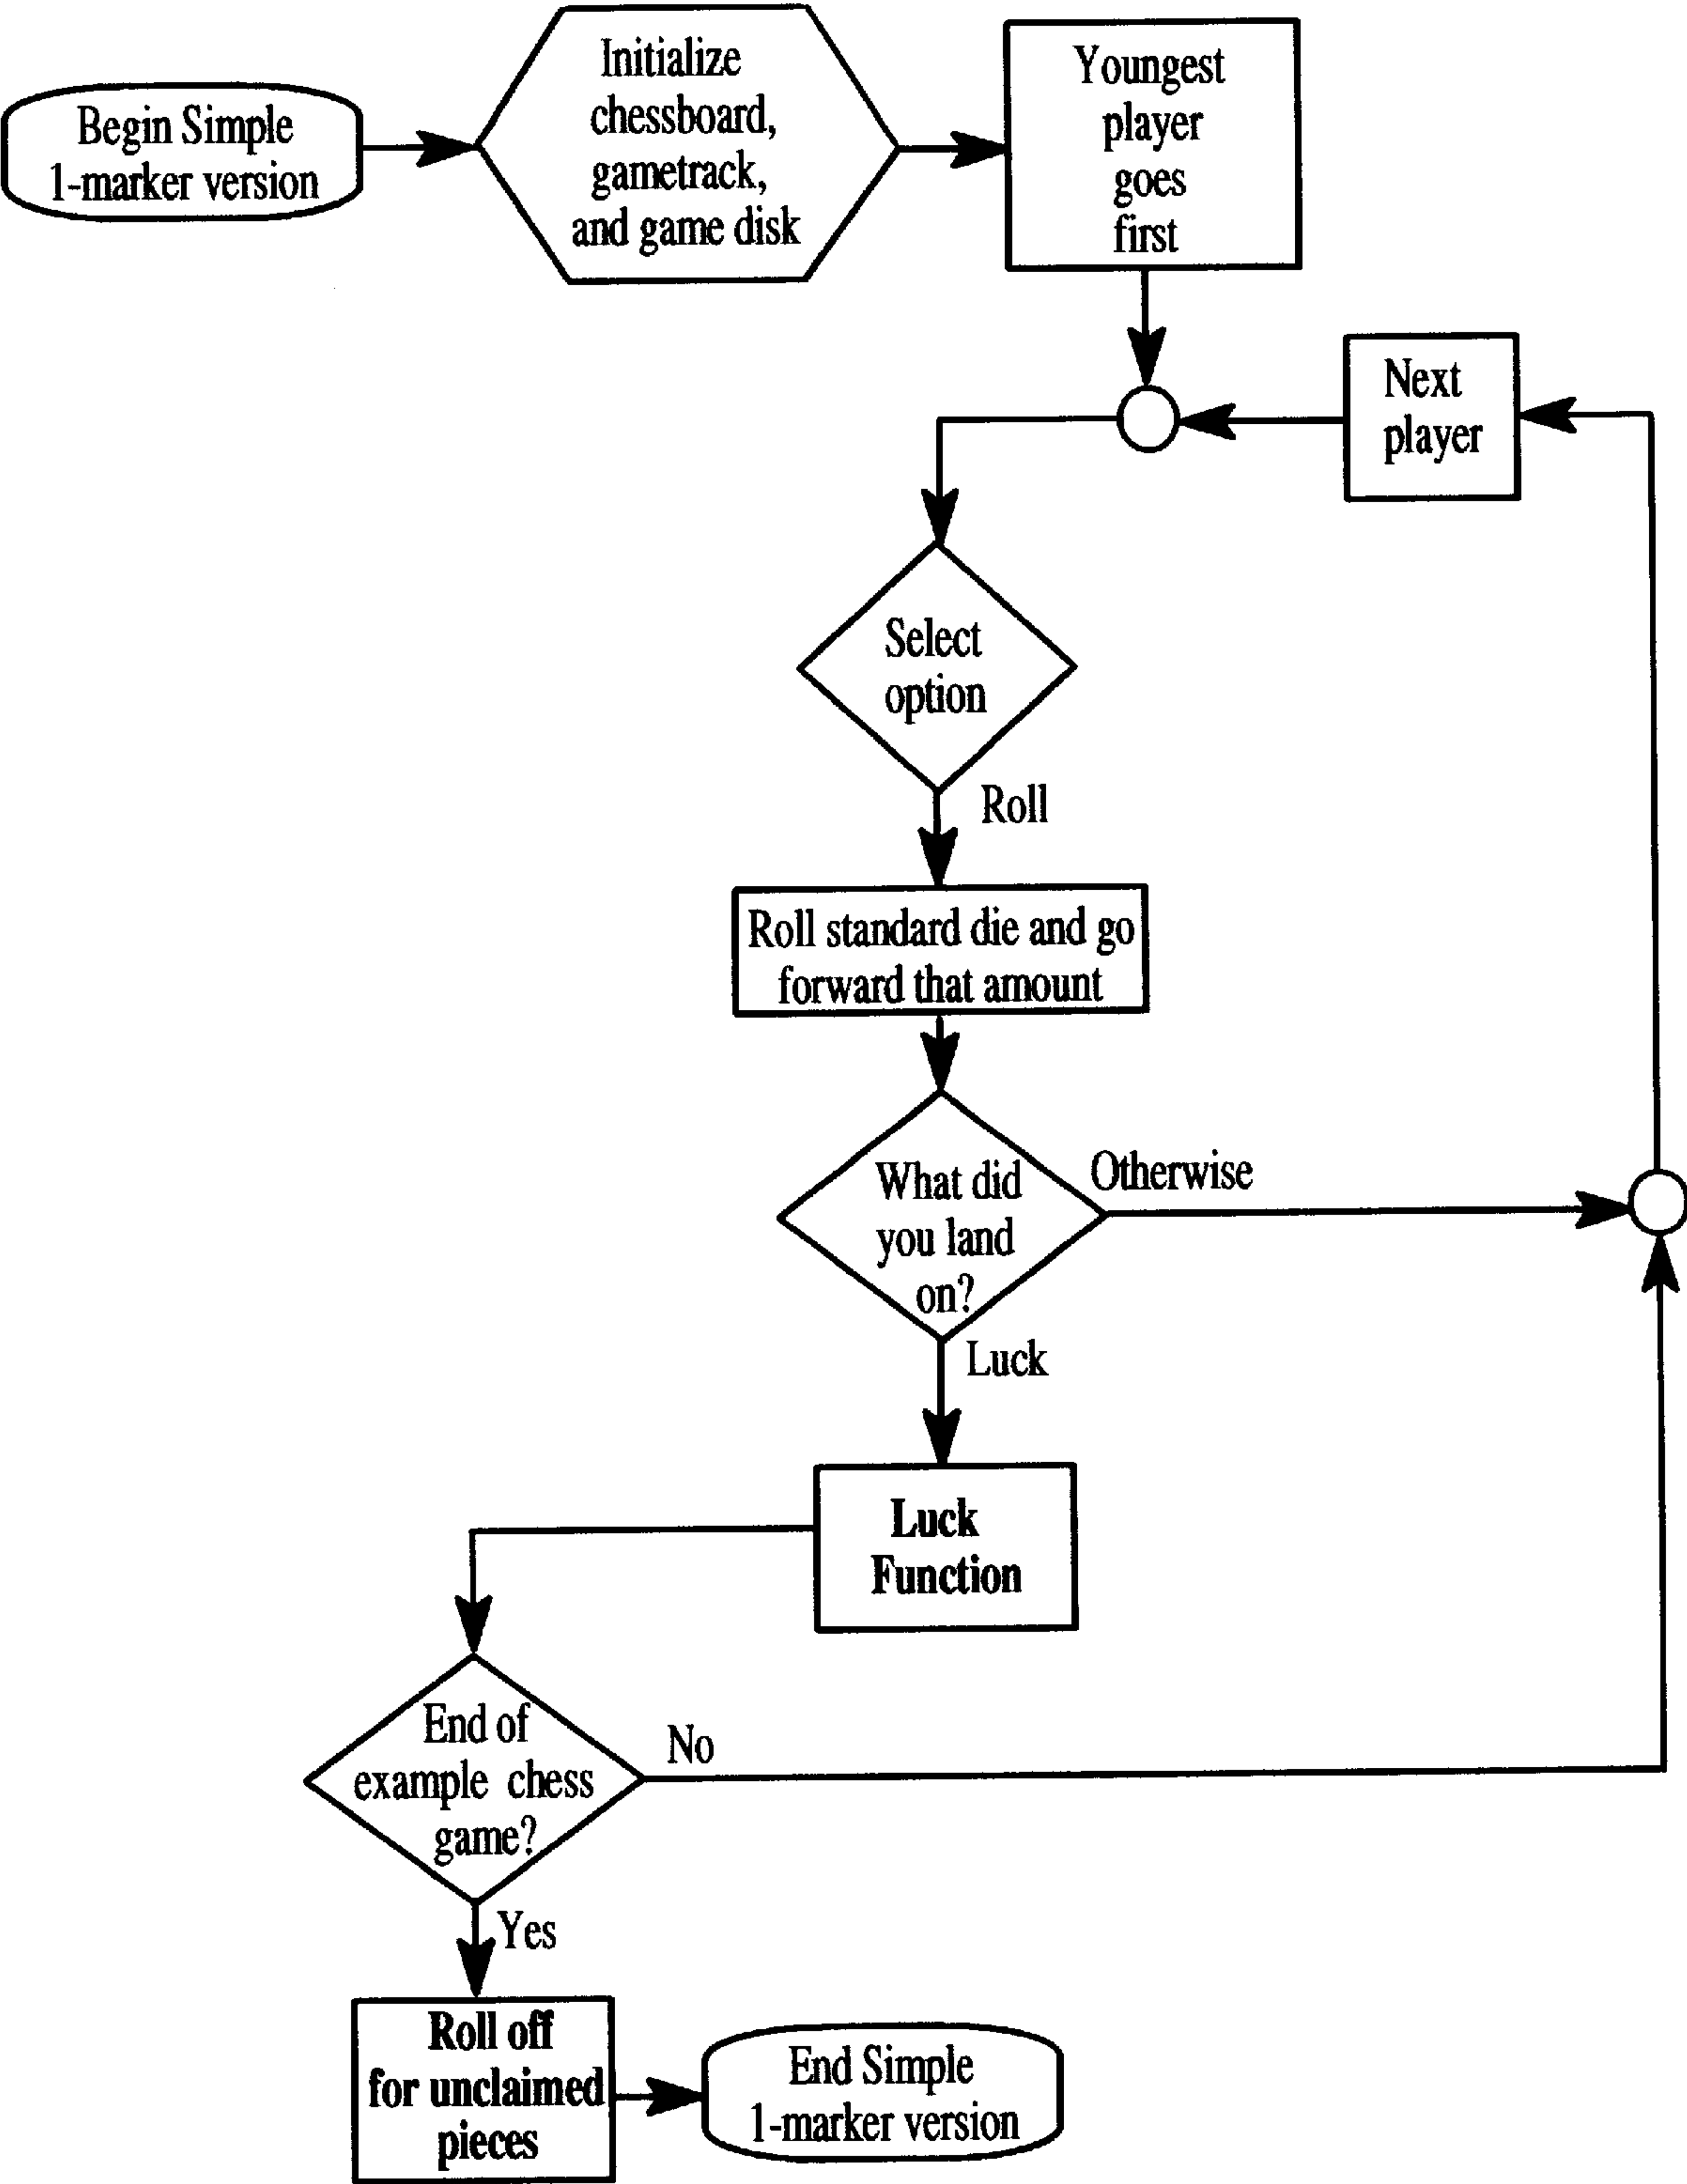 Begin Simple
1-marker version
Initialize
chessboard,
gametrack,
and game disk
Youngest
player
goes
first
Next
player
Select
option
Roll
Roll standard die and go
forward that amount
What did
you land
on?
Otherwise
Luck
Luck
Function
End of
example chess
game?
No
Yes
Roll off
for unclaimed
pieces
End Simple
1-marker version